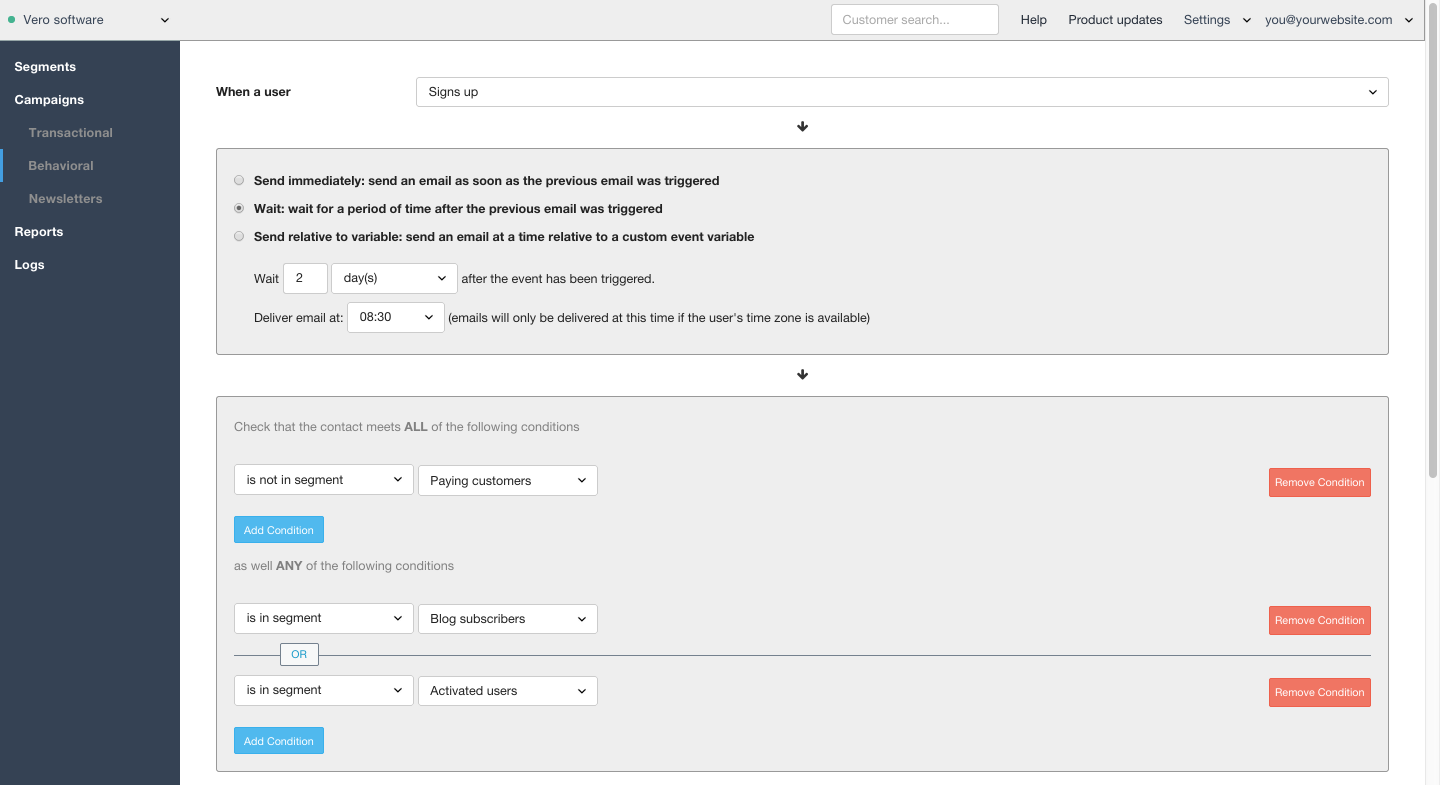 Vero software
Customer search...
Help
Product updates
Settings
you@yourwebsite.com
Segments
Campaigns
Transactional
Behavioral
Newsletters
Reports
Logs
When a user
Signs up
Send immediately: send an email as soon as the previous email was triggered
Wait: wait for a period of time after the previous email was triggered
Send relative to variable: send an email at a time relative to a custom event variable
Wait 2 day(s) after the event has been triggered.
Deliver email at: 08:30 (emails will only be delivered at this time if the user's time zone is available)
Check that the contact meets ALL of the following conditions
is not in segment Paying customers Remove Condition
Add Condition
as well ANY of the following conditions
is in segment Blog subscribers Remove Condition
OR
is in segment Activated users Remove Condition
Add Condition